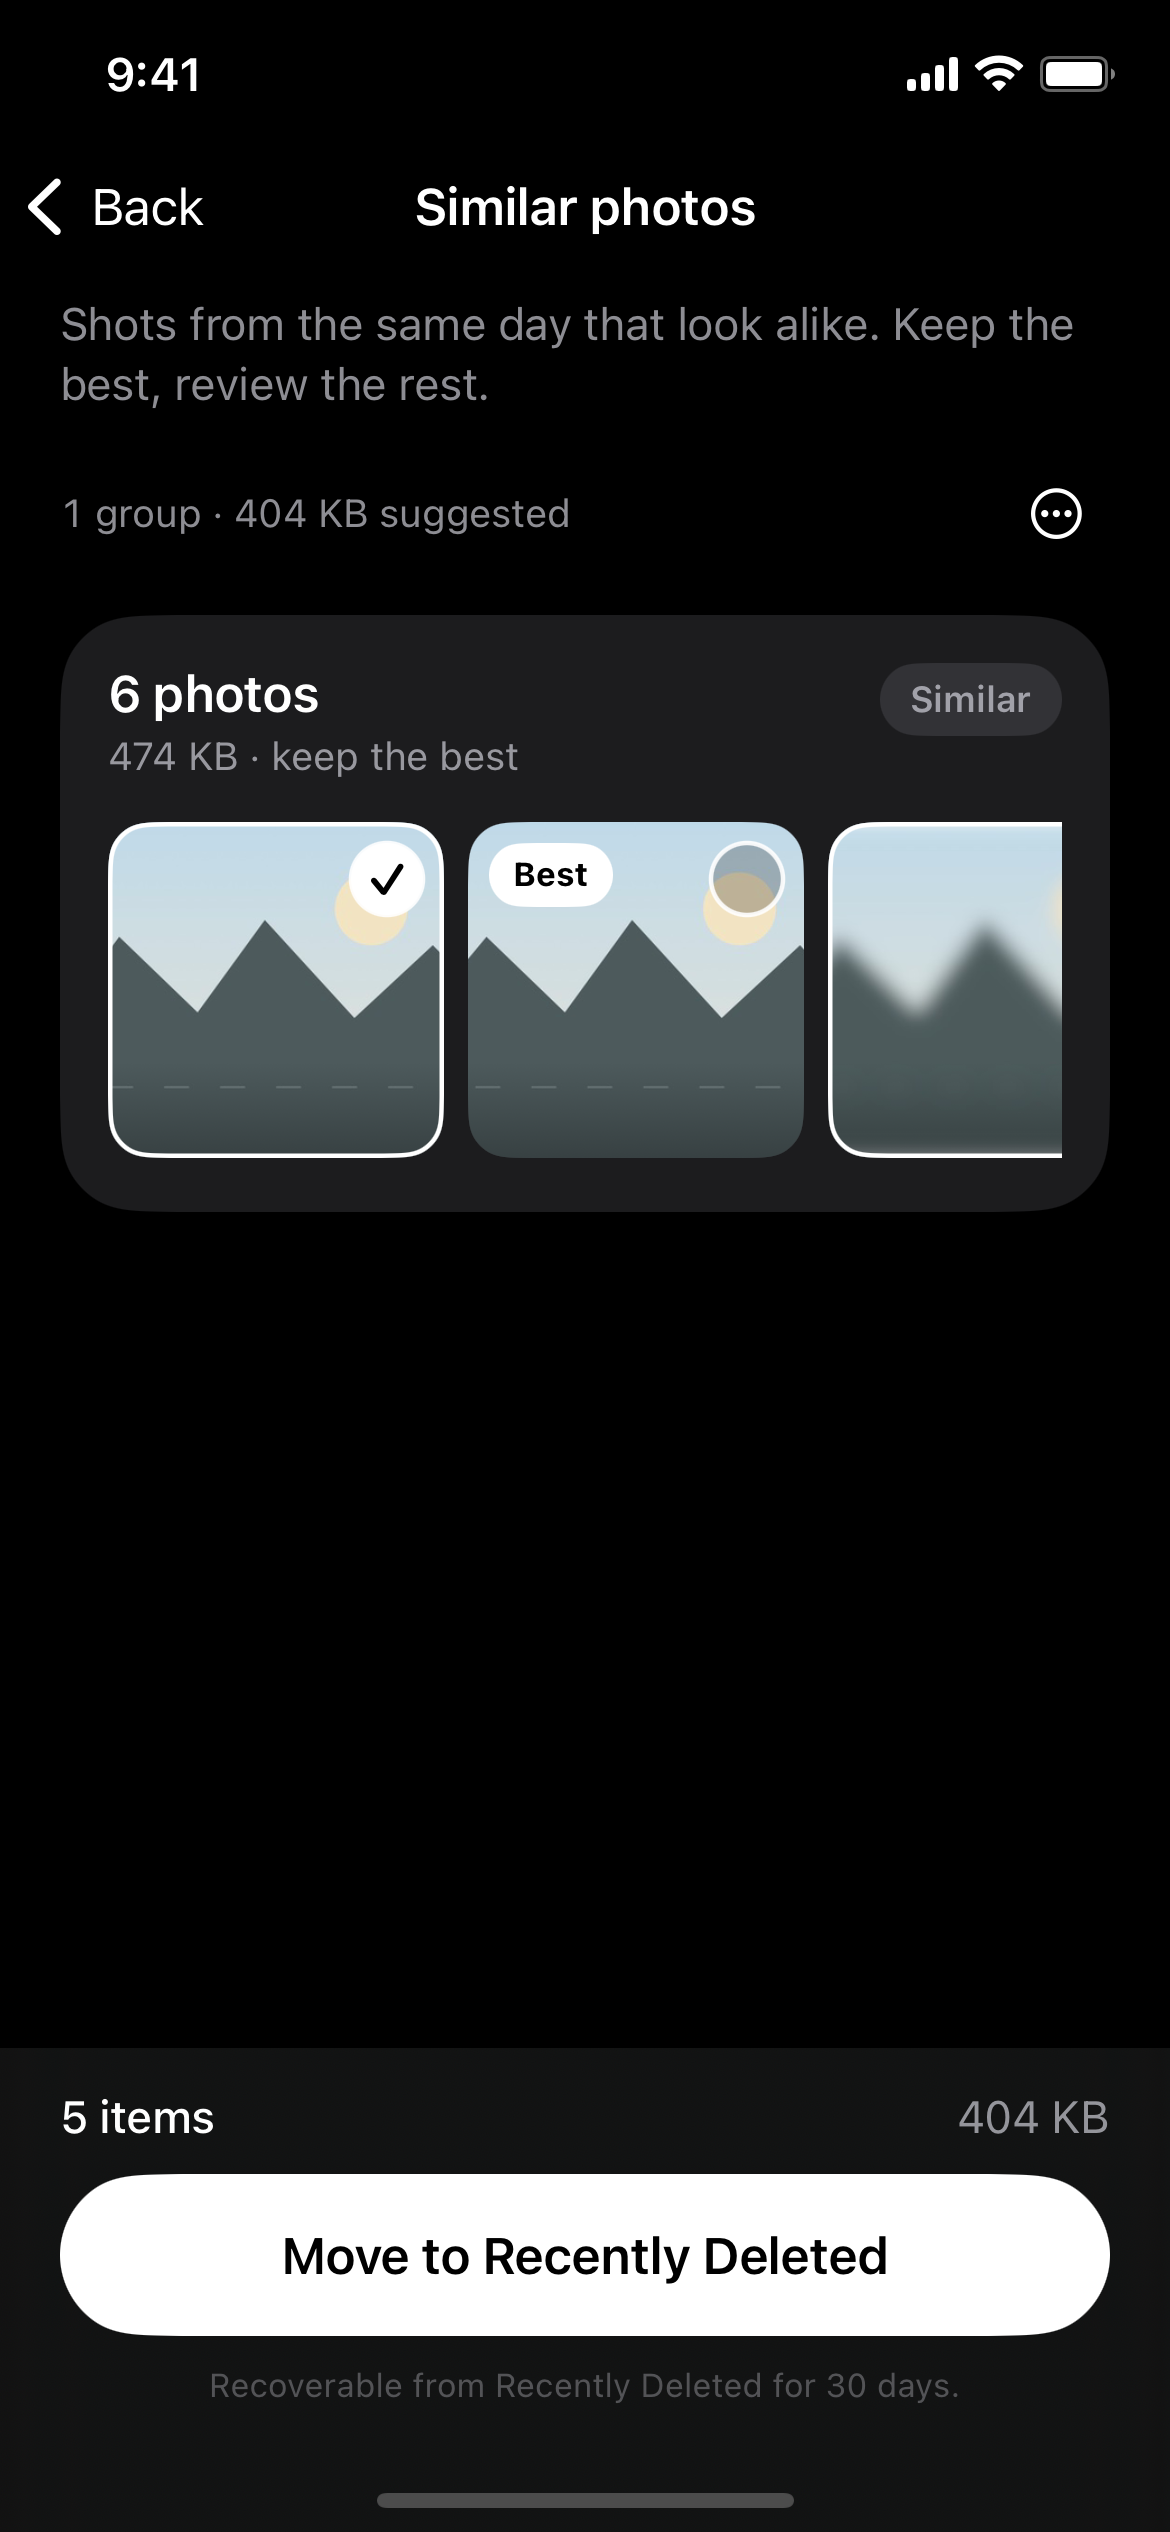 9:41
Back
Similar photos
Shots from the same day that look alike. Keep the
best, review the rest.
1 group · 404 KB suggested
6 photos
Similar
474 KB · keep the best
Best
5 items
404 KB
Move to Recently Deleted
Recoverable from Recently Deleted for 30 days.